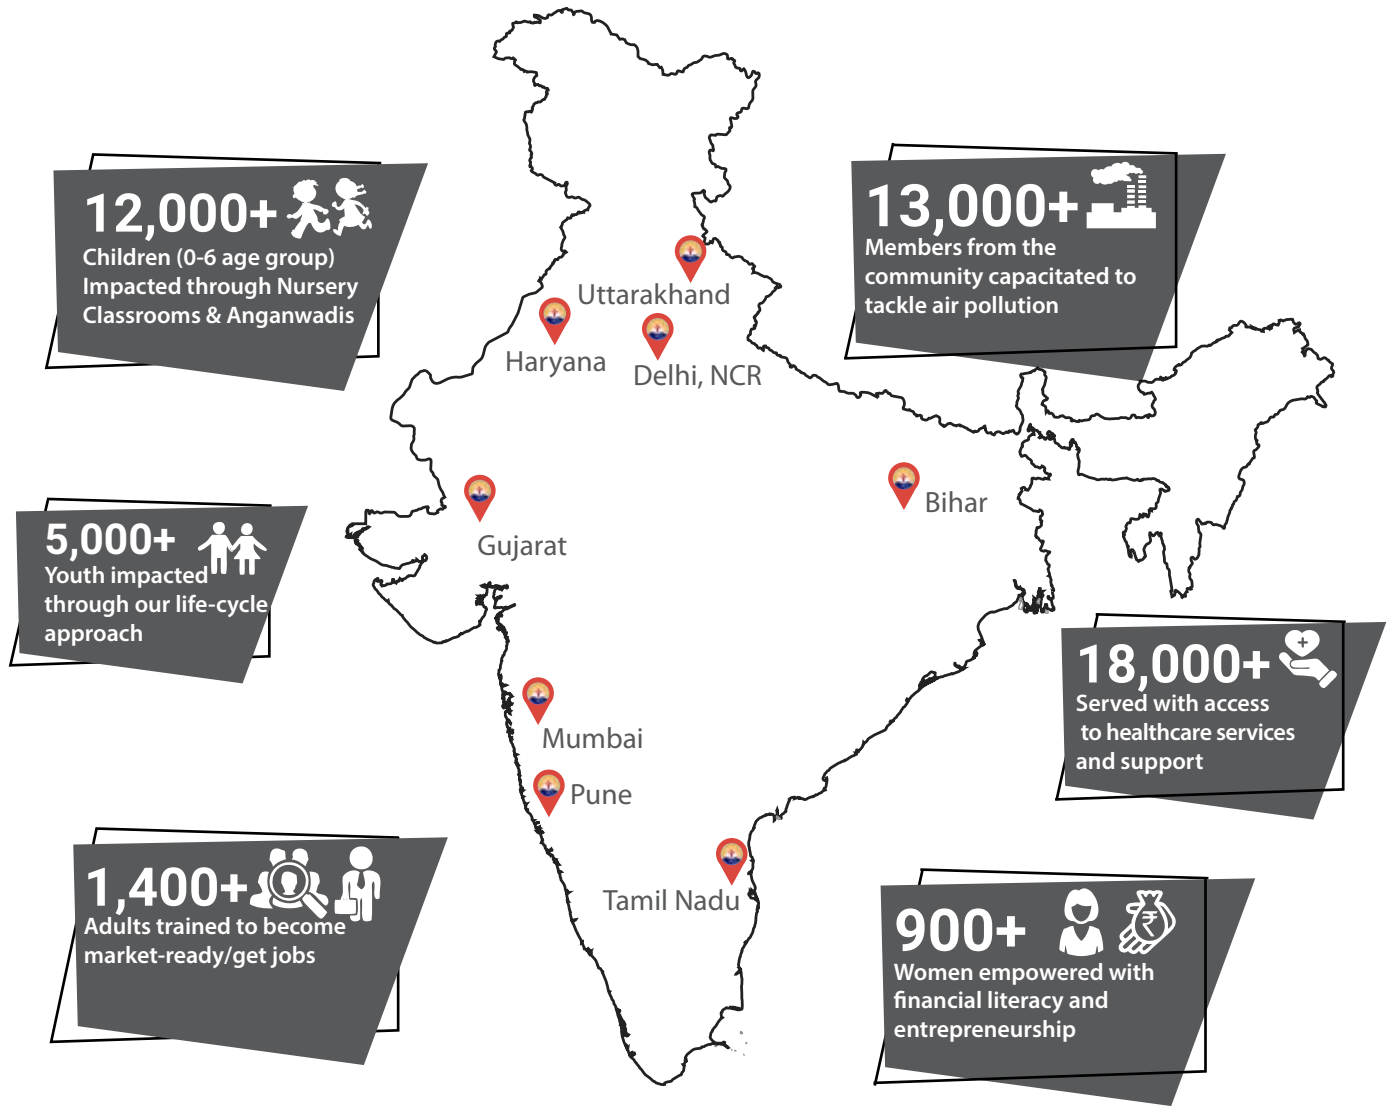 12,000+
Children (0-6 age group)
Impacted through Nursery
Classrooms & Anganwadis
13,000+
Members from the
community capacitated to
tackle air pollution
Uttarakhand
Haryana
Delhi, NCR
Bihar
Gujarat
5,000+
Youth impacted
through our life-cycle
approach
18,000+
Served with access
to healthcare services
and support
Mumbai
Pune
Tamil Nadu
1,400+
Adults trained to become
market-ready/get jobs
900+
₹
Women empowered with
financial literacy and
entrepreneurship